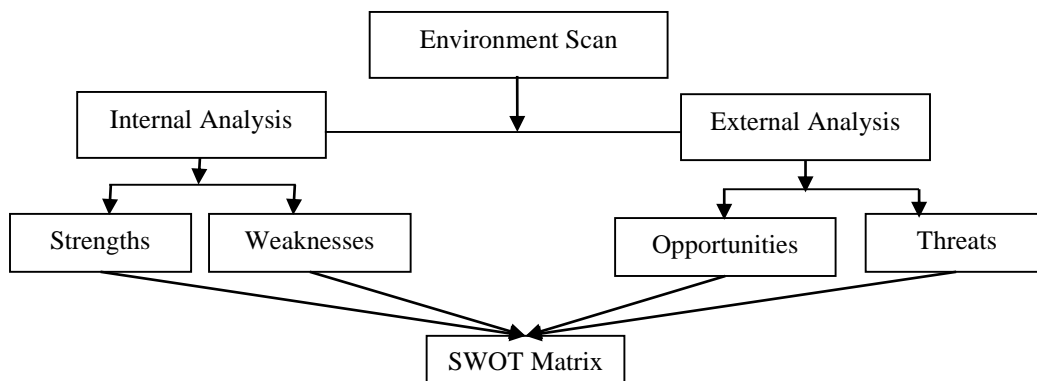 Environment Scan
Internal Analysis
External Analysis
Strengths
Weaknesses
Opportunities
Threats
SWOT Matrix